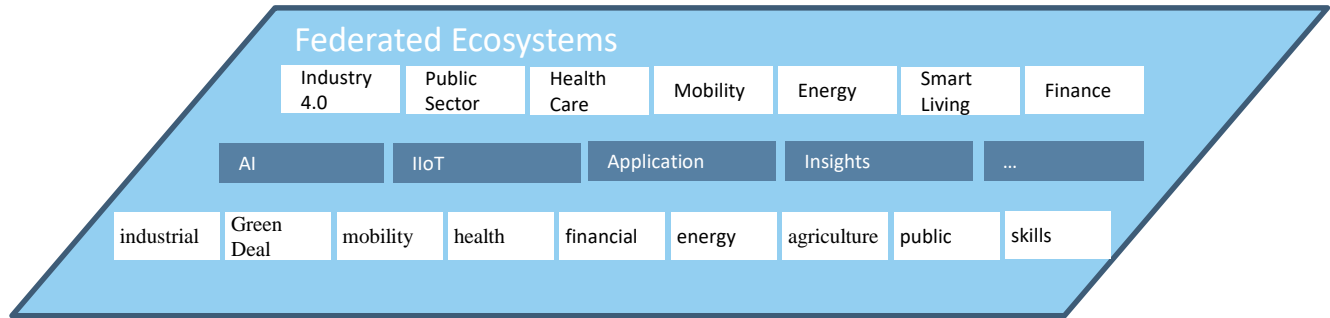 Federated Ecosystems
Industry
4.0
Public
Sector
Health
Care
Mobility
Energy
Smart
Living
Finance
AI
IIoT
Application
Insights
...
industrial
Green
Deal
mobility
health
financial
energy
agriculture
public
skills